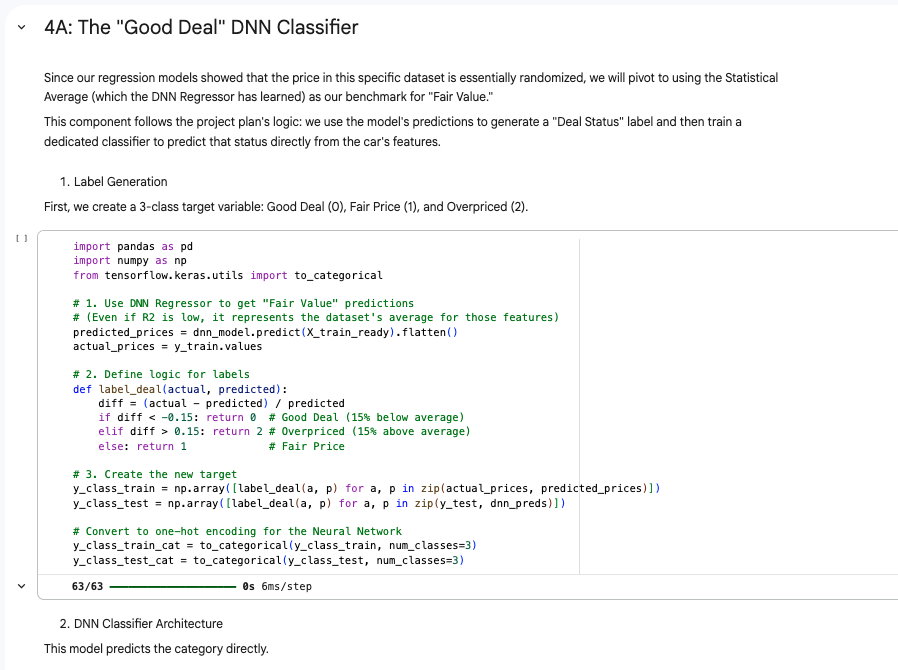 4A: The "Good Deal" DNN Classifier
Since our regression models showed that the price in this specific dataset is essentially randomized, we will pivot to using the Statistical
Average (which the DNN Regressor has learned) as our benchmark for "Fair Value."
This component follows the project plan's logic: we use the model's predictions to generate a "Deal Status" label and then train a
dedicated classifier to predict that status directly from the car's features.
1. Label Generation
First, we create a 3-class target variable: Good Deal (0), Fair Price (1), and Overpriced (2).
[ ]
import pandas as pd
import numpy as np
from tensorflow.keras.utils import to_categorical
# 1. Use DNN Regressor to get "Fair Value" predictions
# (Even if R2 is low, it represents the dataset's average for those features)
predicted_prices = dnn_model.predict(X_train_ready).flatten()
actual_prices = y_train.values
# 2. Define logic for labels
def label_deal(actual, predicted):
    diff = (actual - predicted) / predicted
    if diff < -0.15: return 0  # Good Deal (15% below average)
    elif diff > 0.15: return 2 # Overpriced (15% above average)
    else: return 1             # Fair Price
# 3. Create the new target
y_class_train = np.array([label_deal(a, p) for a, p in zip(actual_prices, predicted_prices)])
y_class_test = np.array([label_deal(a, p) for a, p in zip(y_test, dnn_preds)])
# Convert to one-hot encoding for the Neural Network
y_class_train_cat = to_categorical(y_class_train, num_classes=3)
y_class_test_cat = to_categorical(y_class_test, num_classes=3)
63/63 ━━━━━━━━━━━━━━━━━━━━ 0s 6ms/step
2. DNN Classifier Architecture
This model predicts the category directly.